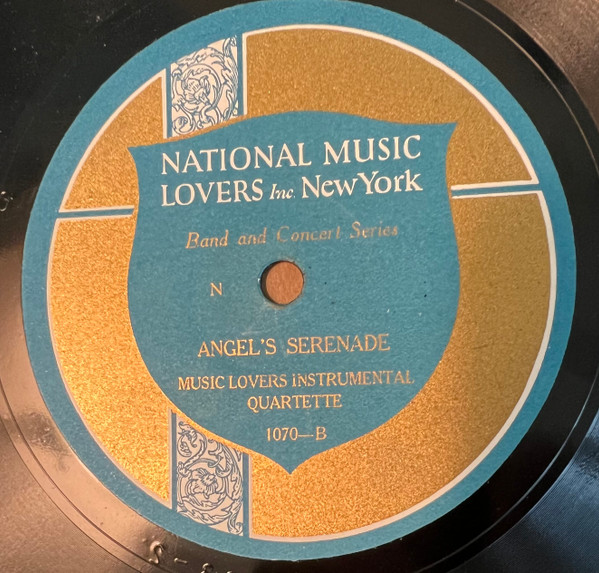 NATIONAL MUSIC
LOVERS Inc. New York
Band and Concert Series
N
ANGEL'S SERENADE
MUSIC LOVERS INSTRUMENTAL
QUARTETTE
1070—B